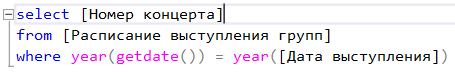 select [Номер концерта]
from [Расписание выступления групп]
where year(getdate()) = year([Дата выступления])